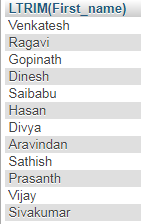 LTRIM(First_name)
Venkatesh
Ragavi
Gopinath
Dinesh
Saibabu
Hasan
Divya
Aravindan
Sathish
Prasanth
Vijay
Sivakumar